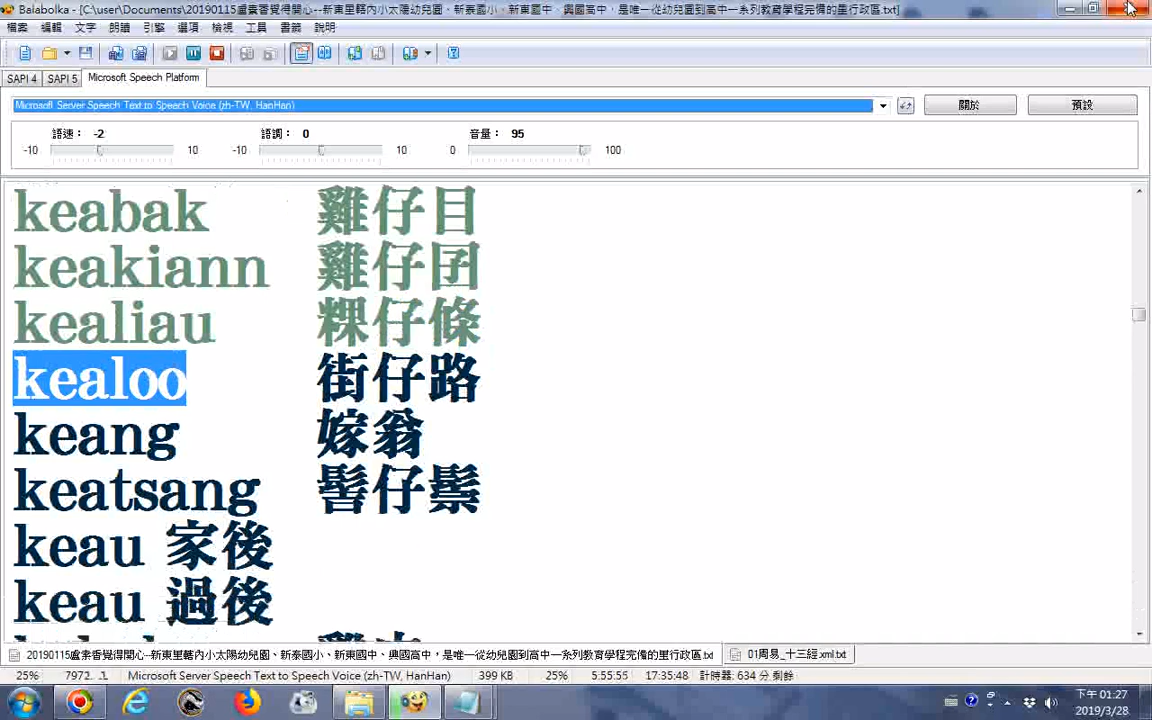 Balabolka - [C:\user\Documents\20190115盧素香覺得開心--新東里轄內小太陽幼兒園、新泰國小、新東國中、興國高中，是唯一從幼兒園到高中一系列教育學程完備的里行政區.txt]
檔案 編輯 文字 朗讀 引擎 選項 檢視 工具 書籤 說明
SAPI 4 SAPI 5 Microsoft Speech Platform
Microsoft Server Speech Text to Speech Voice (zh-TW, HanHan) 關於 預設
語速： -2 語調： 0 音量： 95
-10 10 -10 10 0 100
keabak 雞仔目
keakiann 雞仔囝
kealiau 粿仔條
kealoo 街仔路
keang 嫁翁
keatsang 髻仔鬃
keau 家後
keau 過後
20190115盧素香覺得開心--新東里轄內小太陽幼兒園、新泰國小、新東國中、興國高中，是唯一從幼兒園到高中一系列教育學程完備的里行政區.txt 01周易_十三經.xml.txt
25% 7972: 1 Microsoft Server Speech Text to Speech Voice (zh-TW, HanHan) 399 KB 25% 5:55:55 17:35:48 計時器: 634 分 剩餘
下午 01:27
2019/3/28